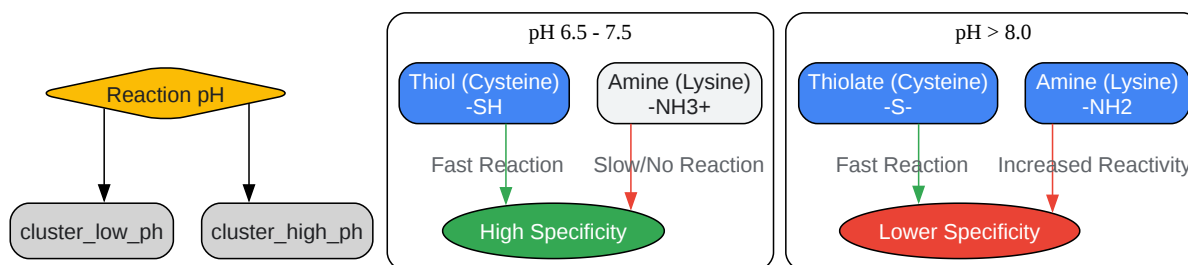 Reaction pH
cluster_low_ph
cluster_high_ph
pH 6.5 - 7.5
Thiol (Cysteine)
-SH
Amine (Lysine)
-NH3+
Fast Reaction
Slow/No Reaction
High Specificity
pH > 8.0
Thiolate (Cysteine)
-S-
Amine (Lysine)
-NH2
Fast Reaction
Increased Reactivity
Lower Specificity